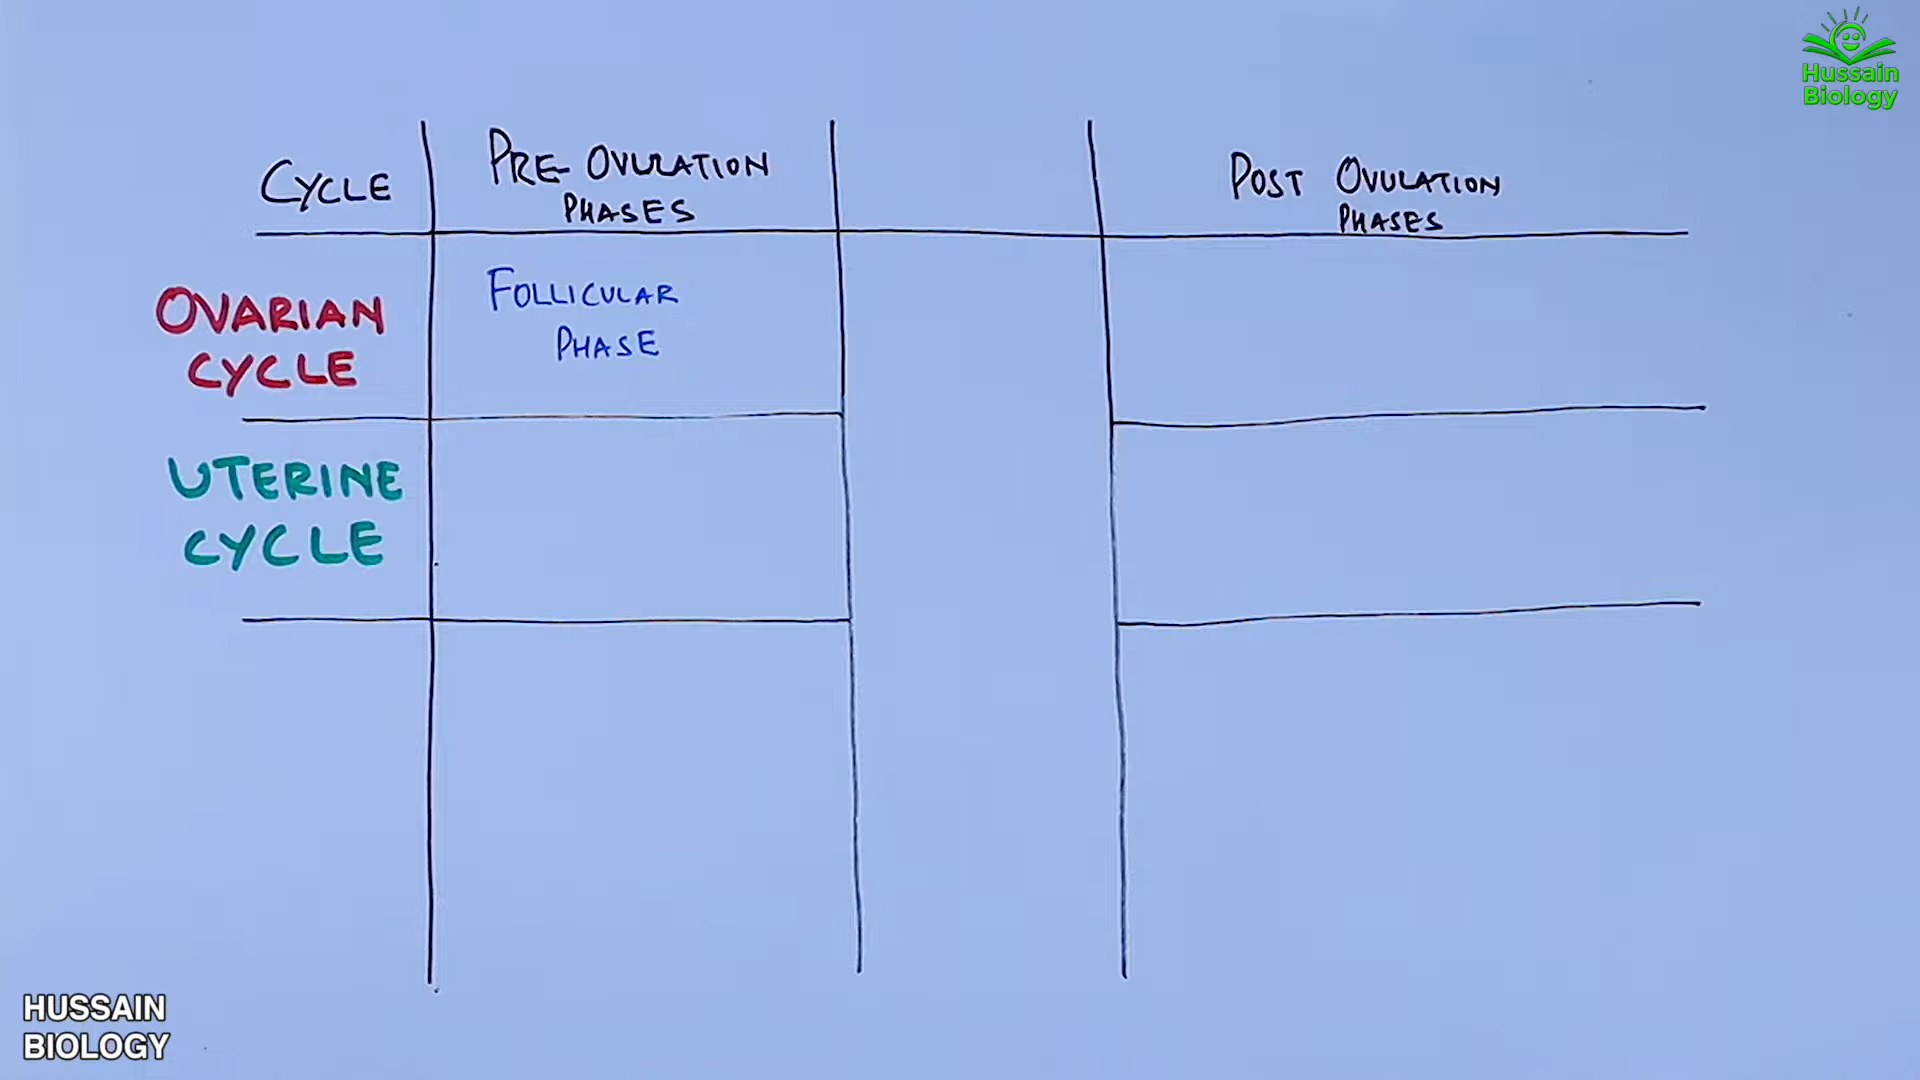 Hussain
Biology
CYCLE
PRE-OVULATION
PHASES
POST OVULATION
PHASES
OVARIAN
CYCLE
FOLLICULAR
PHASE
UTERINE
CYCLE
HUSSAIN
BIOLOGY